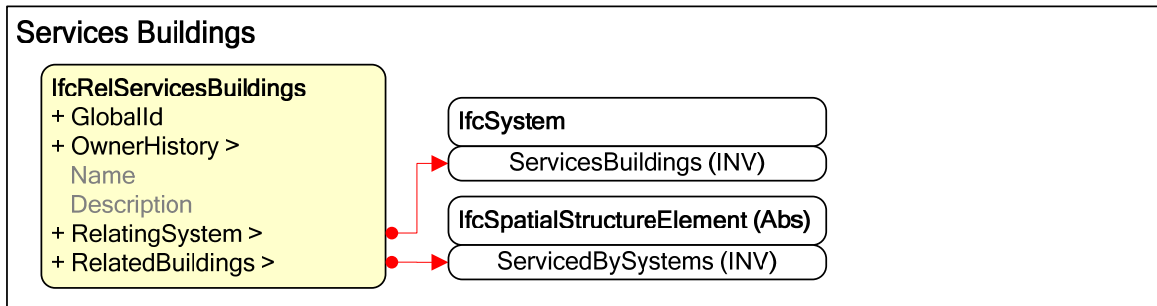 Services Buildings
IfcRelServicesBuildings
+ GlobalId
+ OwnerHistory >
Name
Description
+ RelatingSystem >
+ RelatedBuildings >
IfcSystem
ServicesBuildings (INV)
IfcSpatialStructureElement (Abs)
ServicedBySystems (INV)